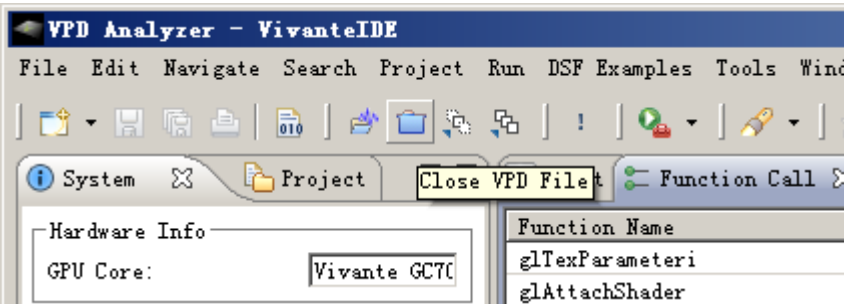 VPD Analyzer - VivanteIDE
File Edit Navigate Search Project Run DSF Examples Tools
010 !
System Project Close VPD File Function Call
Hardware Info Function Name
GPU Core: Vivante glTexParameteri
glAttachShader